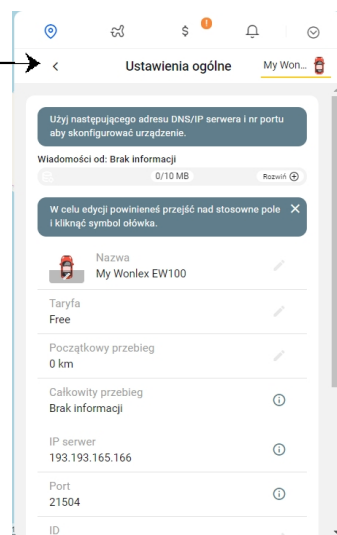 $ !
Ustawienia ogólne My Won...
Użyj następującego adresu DNS/IP serwera i nr portu
aby skonfigurować urządzenie.
Wiadomości od: Brak informacji
0/10 MB Rozwiń
W celu edycji powinieneś przejść nad stosowne pole
i kliknąć symbol ołówka.
Nazwa
My Wonlex EW100
Taryfa
Free
Początkowy przebieg
0 km
Całkowity przebieg
Brak informacji
IP serwer
193.193.165.166
Port
21504
ID